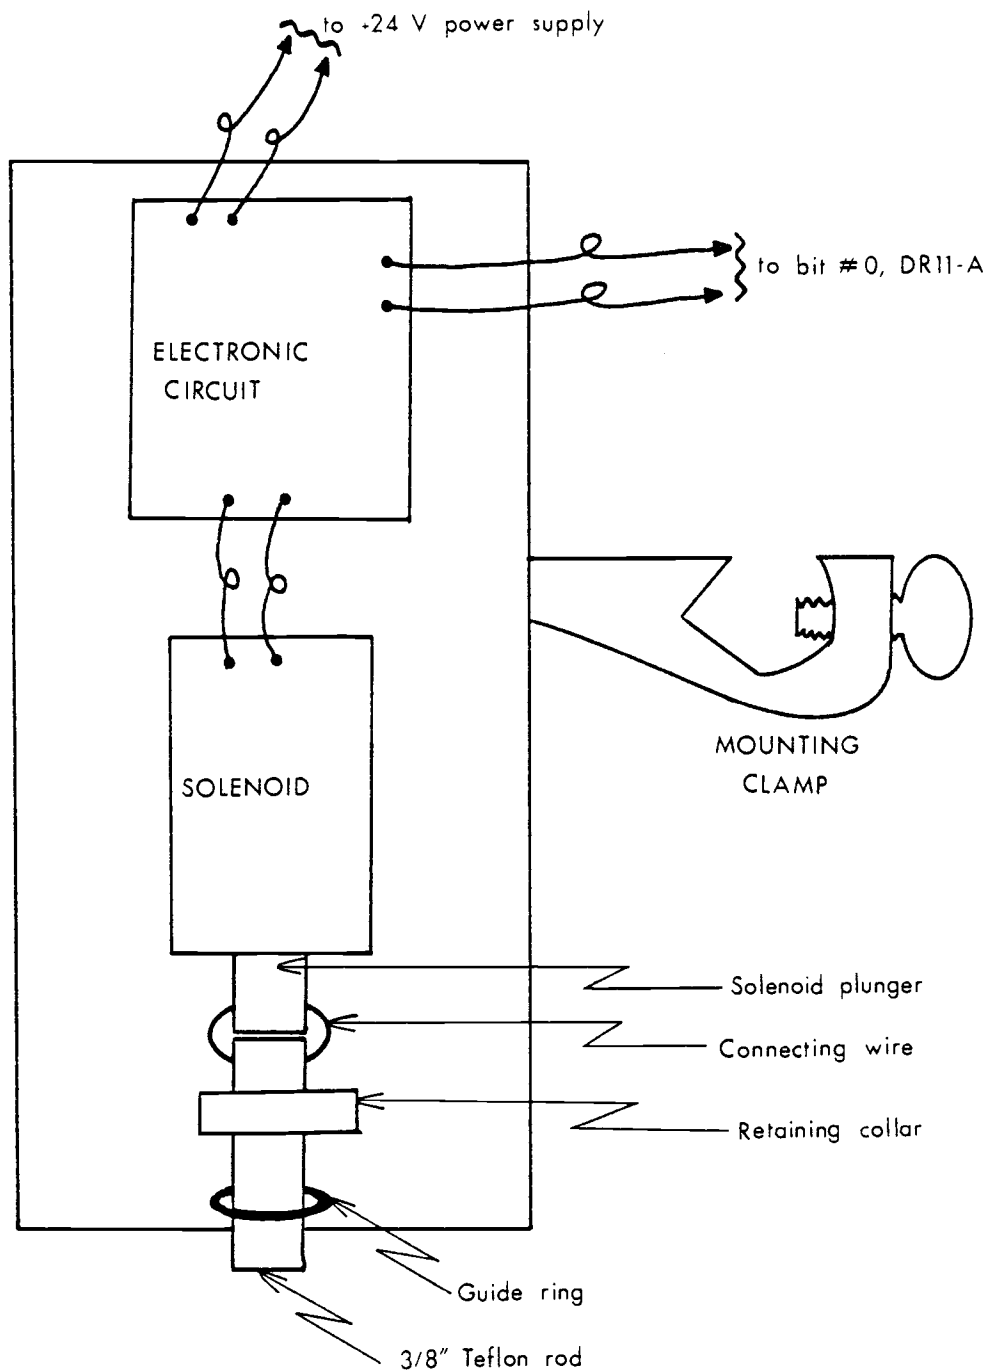 to +24 V power supply
to bit #0, DR11-A
ELECTRONIC
CIRCUIT
SOLENOID
MOUNTING
CLAMP
Solenoid plunger
Connecting wire
Retaining collar
Guide ring
3/8" Teflon rod